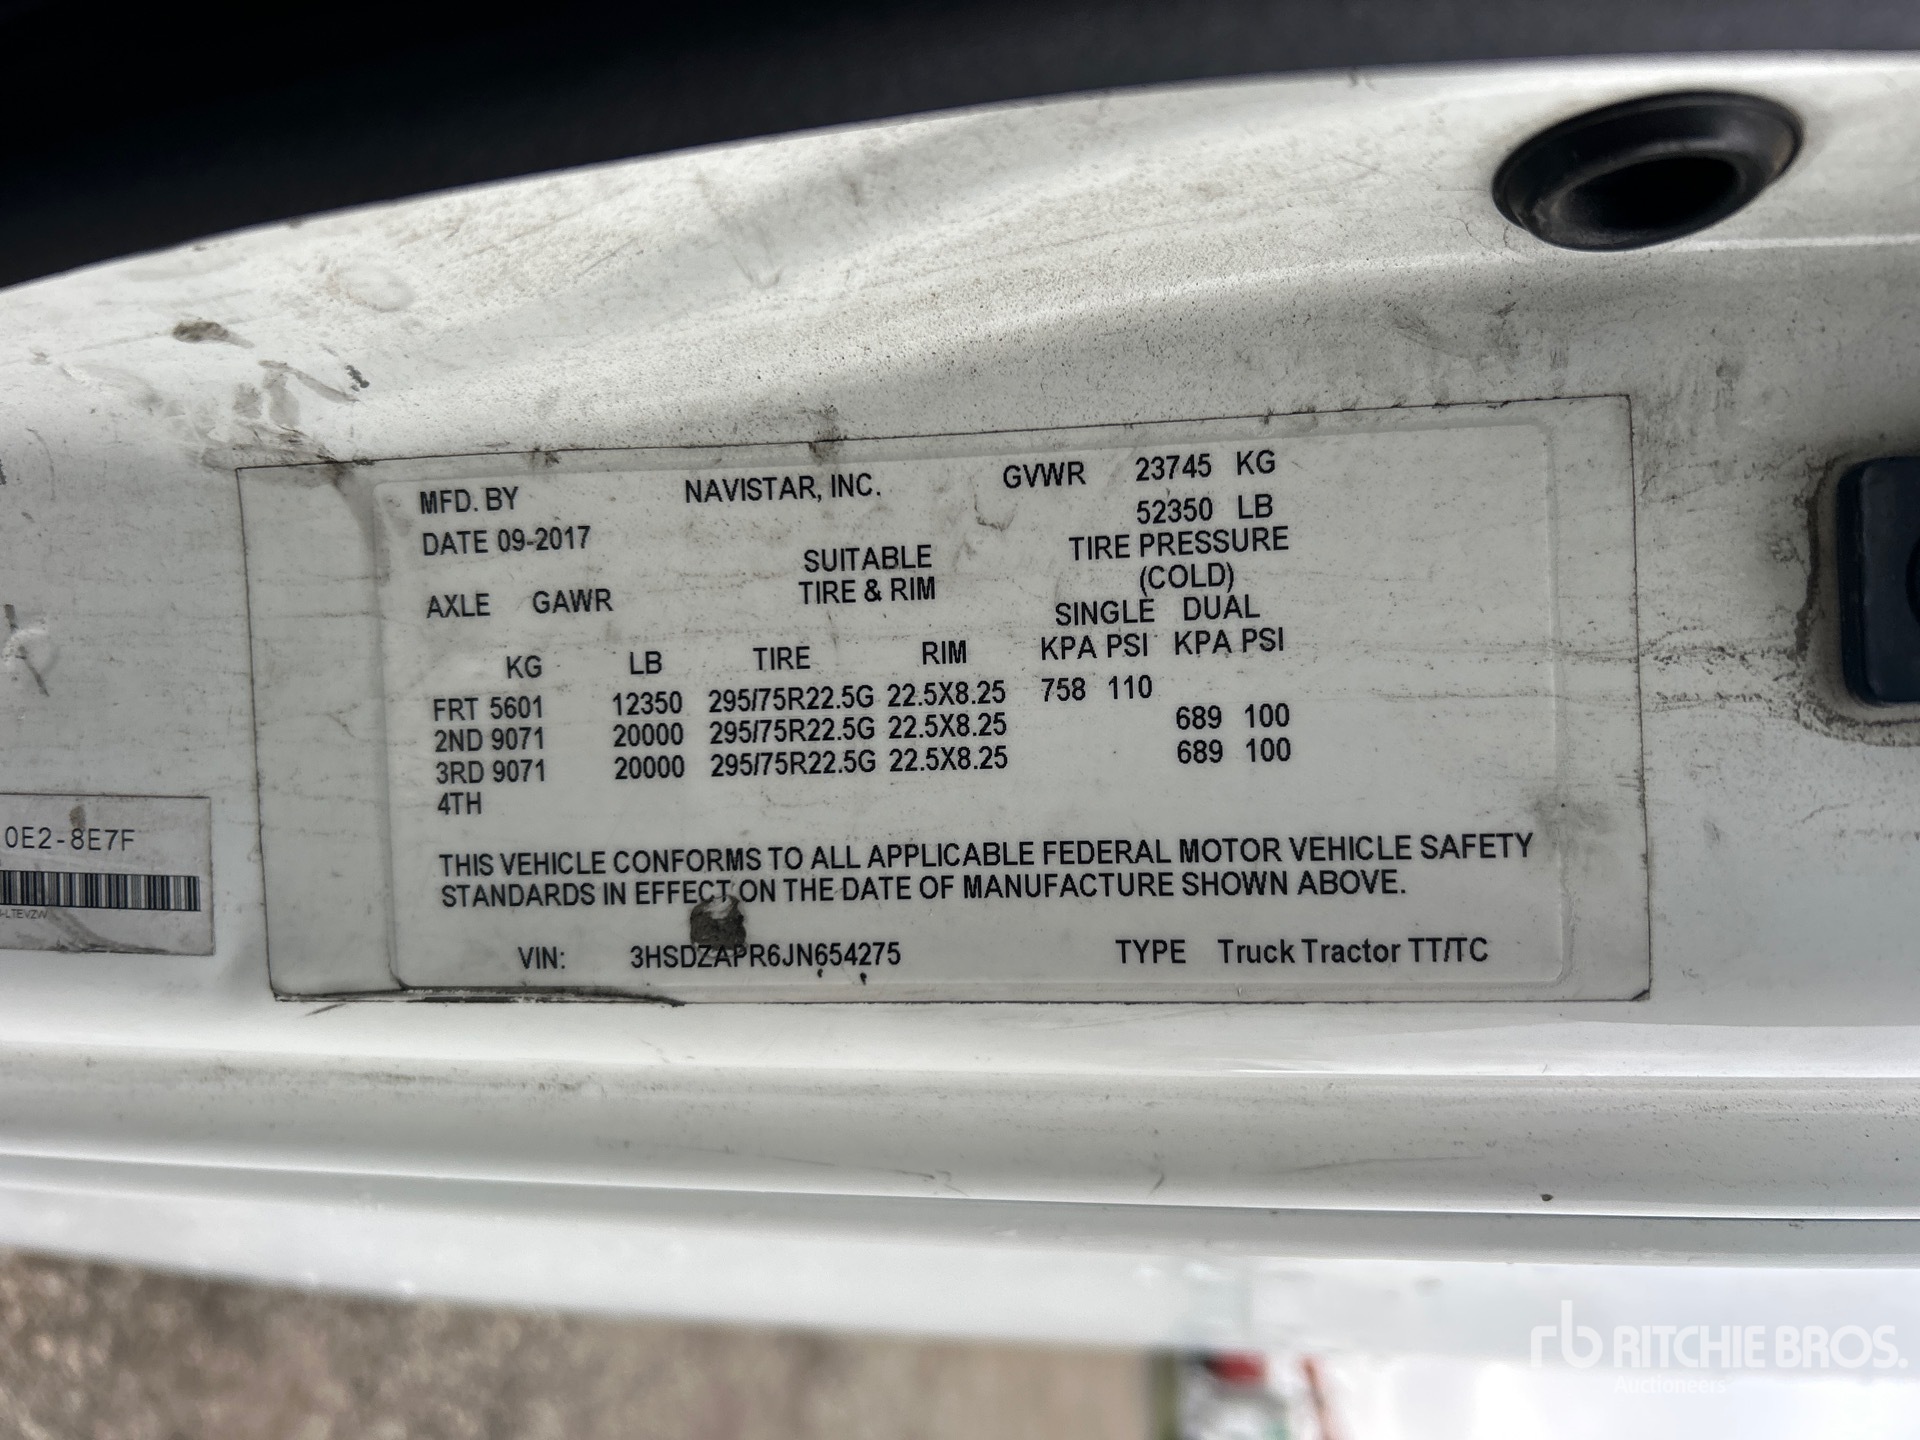 MFD. BY NAVISTAR, INC. GVWR 23745 KG
52350 LB
DATE 09-2017
SUITABLE TIRE PRESSURE
TIRE & RIM (COLD)
AXLE GAWR SINGLE DUAL
KG LB TIRE RIM KPA PSI KPA PSI
FRT 5601 12350 295/75R22.5G 22.5X8.25 758 110
2ND 9071 20000 295/75R22.5G 22.5X8.25 689 100
3RD 9071 20000 295/75R22.5G 22.5X8.25 689 100
4TH
THIS VEHICLE CONFORMS TO ALL APPLICABLE FEDERAL MOTOR VEHICLE SAFETY
STANDARDS IN EFFECT ON THE DATE OF MANUFACTURE SHOWN ABOVE.
VIN: 3HSDZAPR6JN654275 TYPE Truck Tractor TT/TC
0E2-8E7F
-LTEVZW
rb RITCHIE BROS.
Auctioneers